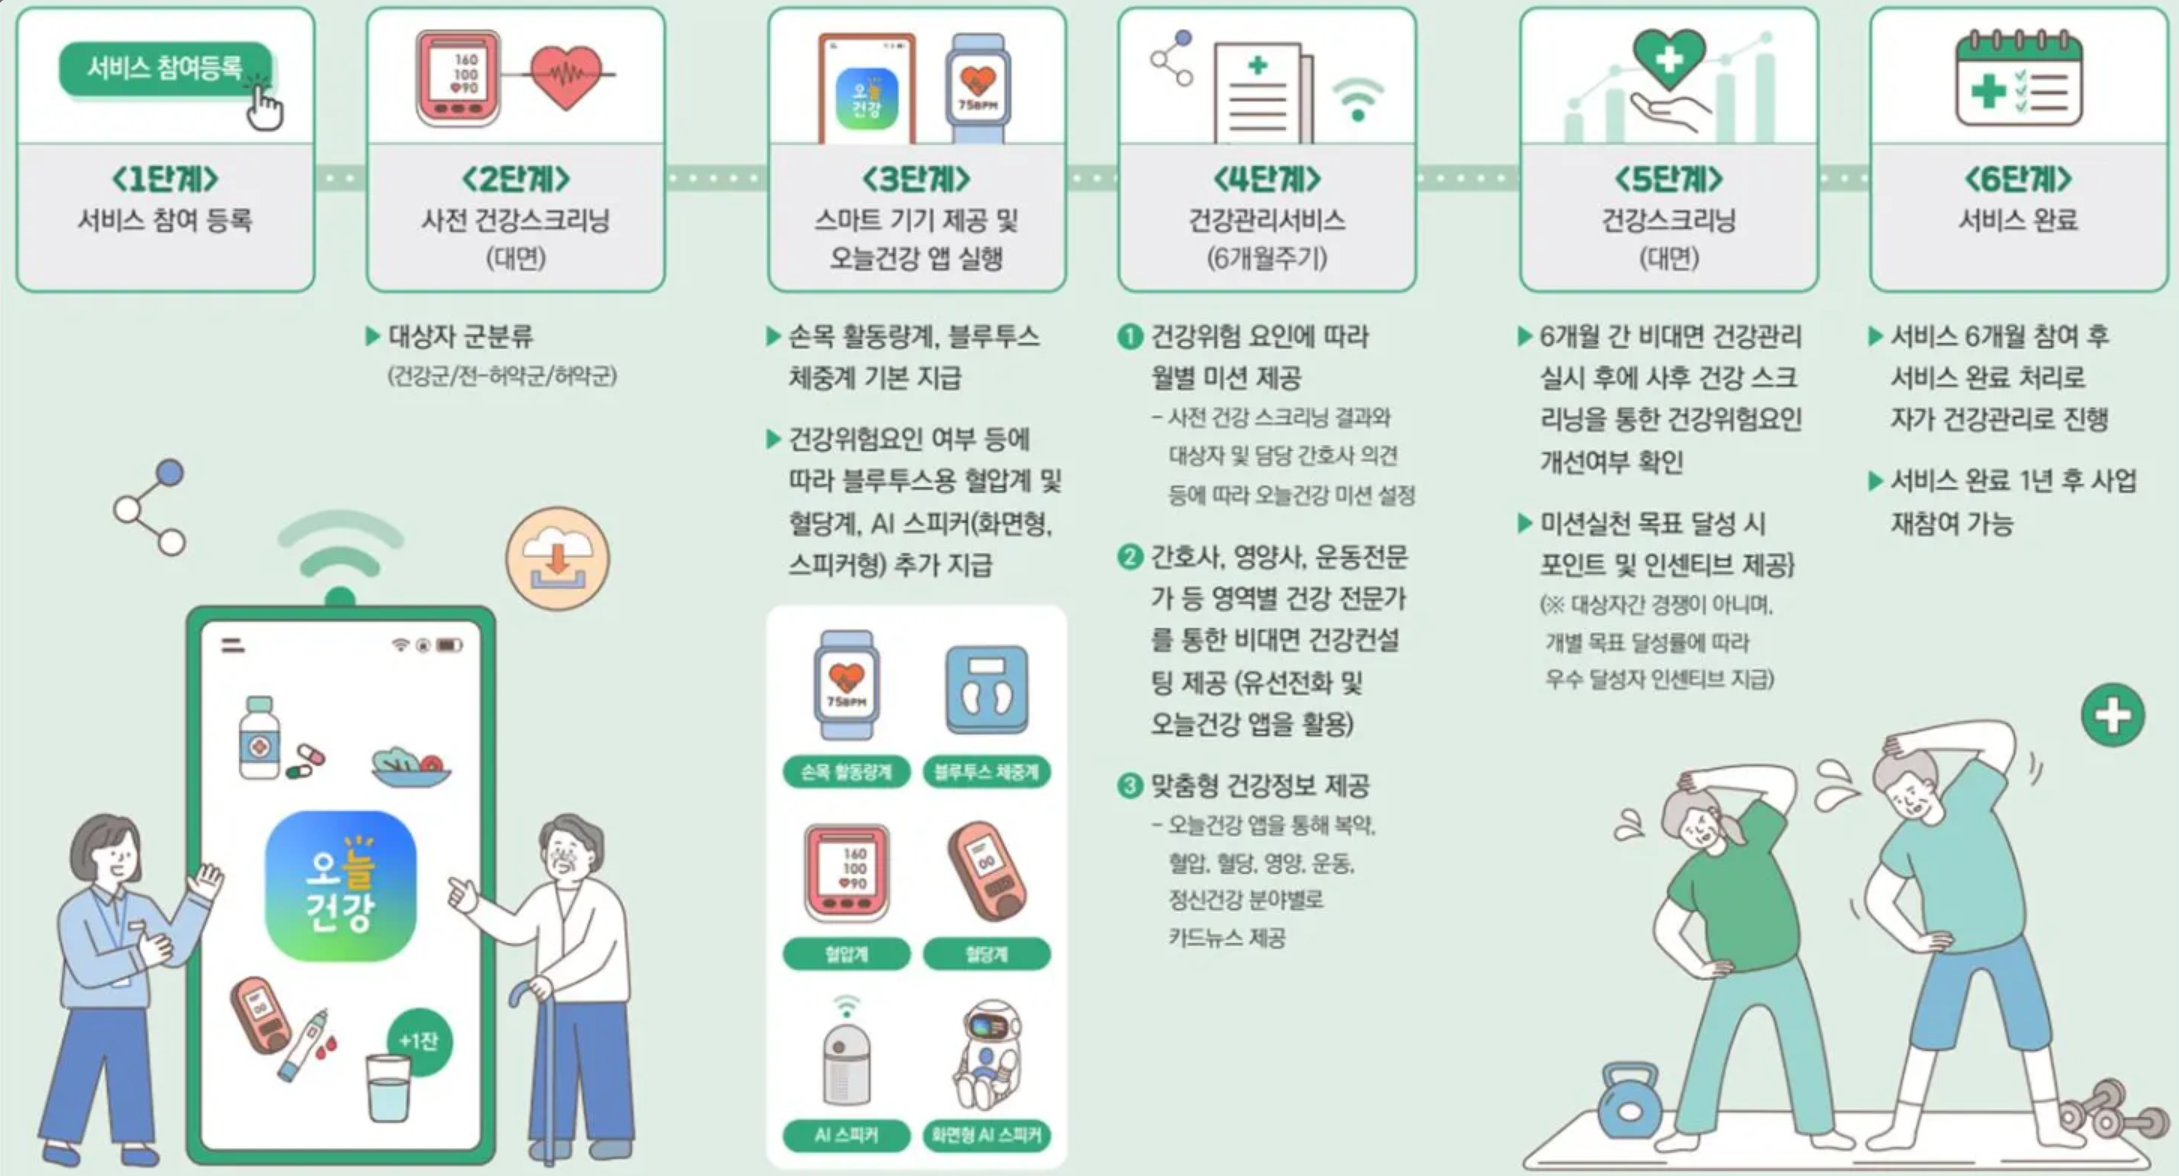 서비스 참여등록
<1단계>
서비스 참여 등록
160
100
90
<2단계>
사전 건강스크리닝
(대면)
▶ 대상자 군분류
(건강군/전-허약군/허약군)
오늘
건강
75BPM
<3단계>
스마트 기기 제공 및
오늘건강 앱 실행
▶ 손목 활동량계, 블루투스
체중계 기본 지급
▶ 건강위험요인 여부 등에
따라 블루투스용 혈압계 및
혈당계, AI 스피커(화면형,
스피커형) 추가 지급
75BPM
손목 활동량계
블루투스 체중계
160
100
90
혈압계
혈당계
AI 스피커
화면형 AI 스피커
<4단계>
건강관리서비스
(6개월주기)
1 건강위험 요인에 따라
월별 미션 제공
- 사전 건강 스크리닝 결과와
대상자 및 담당 간호사 의견
등에 따라 오늘건강 미션 설정
2 간호사, 영양사, 운동전문
가 등 영역별 건강 전문가
를 통한 비대면 건강컨설
팅 제공 (유선전화 및
오늘건강 앱을 활용)
3 맞춤형 건강정보 제공
- 오늘건강 앱을 통해 복약,
혈압, 혈당, 영양, 운동,
정신건강 분야별로
카드뉴스 제공
<5단계>
건강스크리닝
(대면)
▶ 6개월 간 비대면 건강관리
실시 후에 사후 건강 스크
리닝을 통한 건강위험요인
개선여부 확인
▶ 미션실천 목표 달성 시
포인트 및 인센티브 제공}
(※ 대상자간 경쟁이 아니며,
개별 목표 달성률에 따라
우수 달성자 인센티브 지급)
<6단계>
서비스 완료
▶ 서비스 6개월 참여 후
서비스 완료 처리로
자가 건강관리로 진행
▶ 서비스 완료 1년 후 사업
재참여 가능
오늘
건강
+1잔